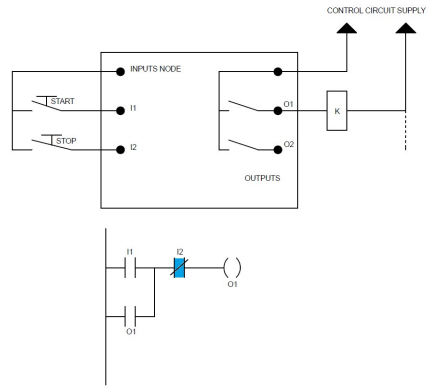 CONTROL CIRCUIT SUPPLY
INPUTS NODE
START
I1
O1
K
STOP
I2
O2
OUTPUTS
I1
I2
O1
O1